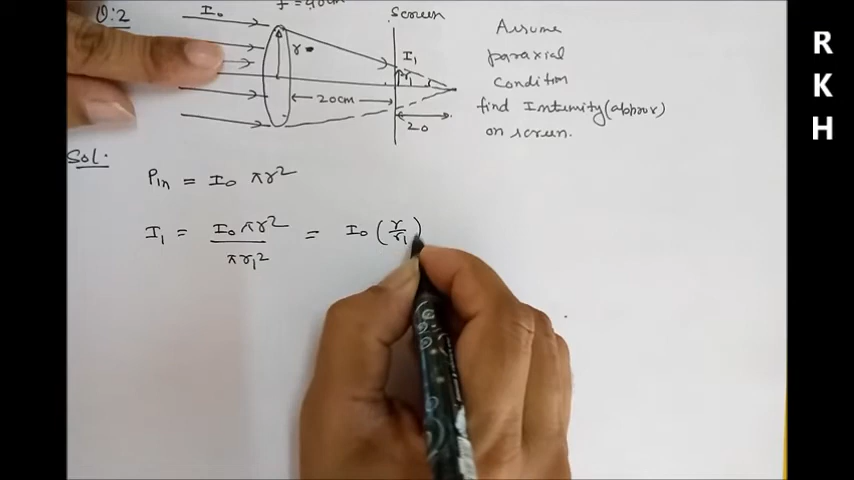 Q:2
I₀
f = 40cm
Screen
r
I₁
r₁
20cm
20
Assume
paraxial
condition
find Intensity(approx)
on screen.
Sol:
Pin = I₀ πr²
I₁ = I₀ πr² / πr₁² = I₀ (r/r₁)
R
K
H